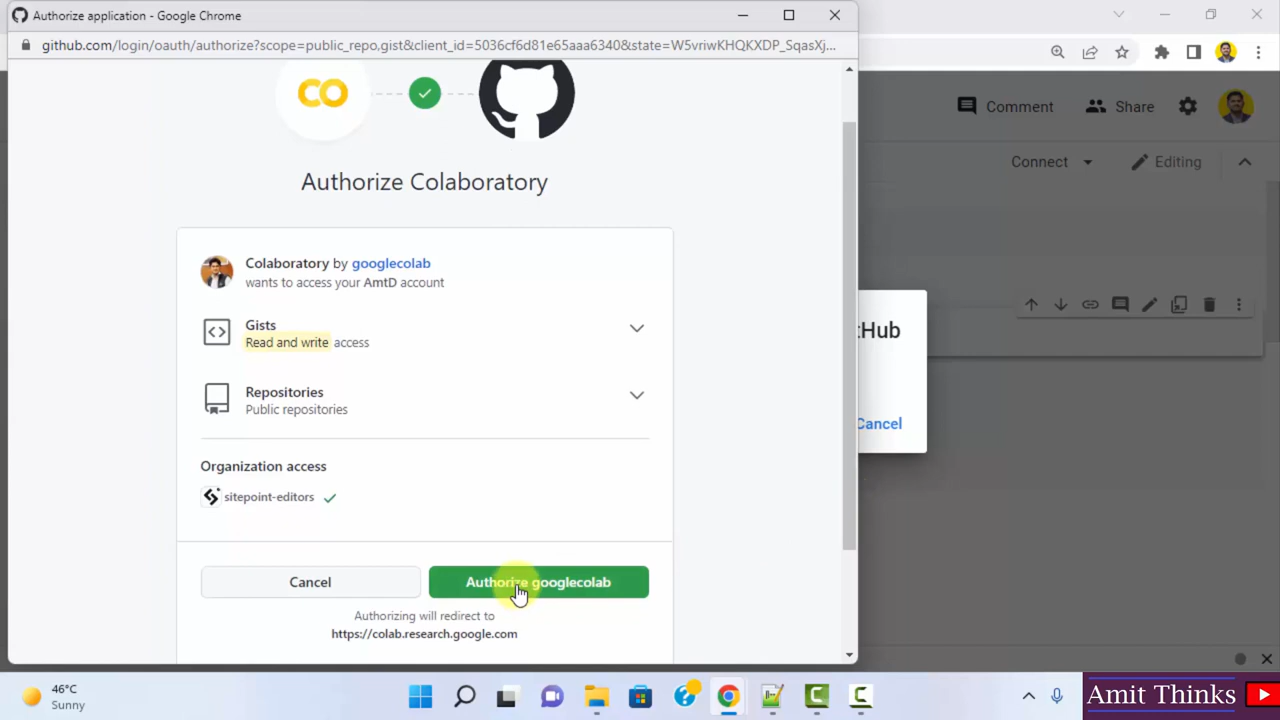 Authorize application - Google Chrome
github.com/login/oauth/authorize?scope=public_repo,gist&client_id=5036cf6d81e65aaa6340&state=W5vriwKHQKXDP_SqasXj...
CO
Comment
Share
Connect
Editing
Authorize Colaboratory
Colaboratory by googlecolab
wants to access your AmtD account
Gists
Read and write access
Repositories
Public repositories
Organization access
sitepoint-editors
Cancel
Authorize googlecolab
Authorizing will redirect to
https://colab.research.google.com
tHub
Cancel
46°C
Sunny
Amit Thinks